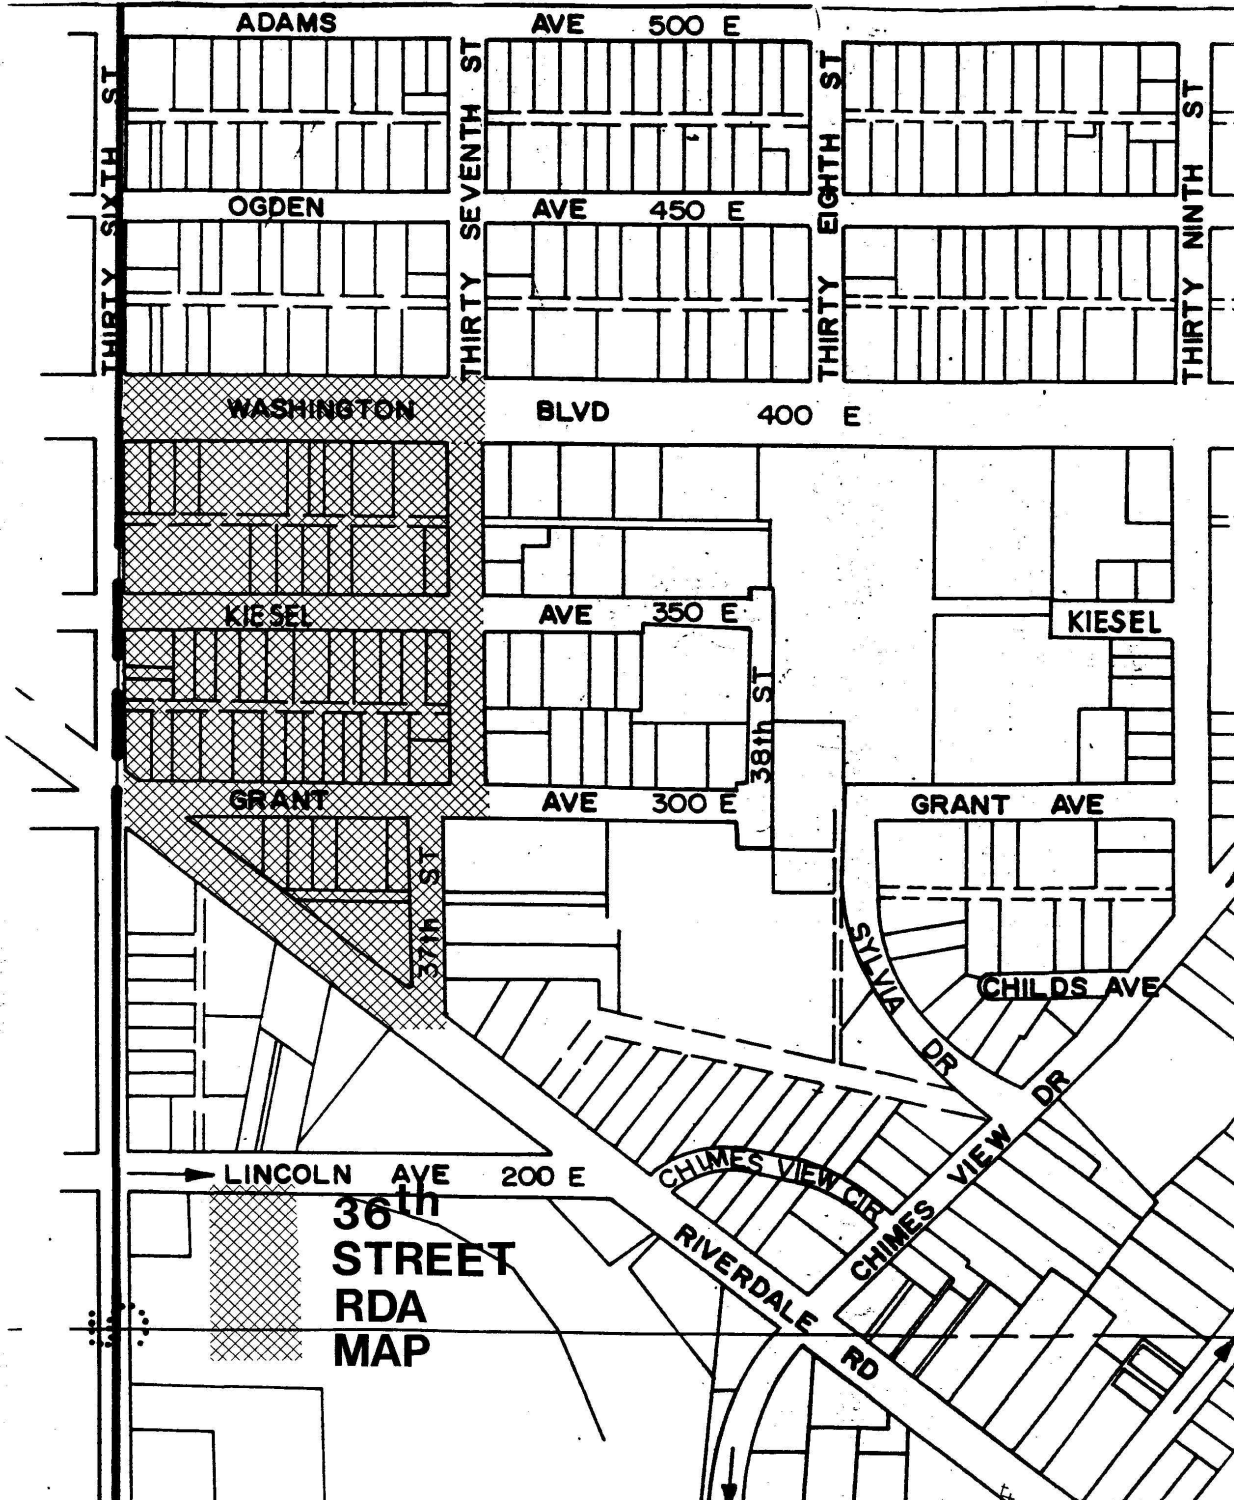 ADAMS AVE 500 E
THIRTY SIXTH ST
THIRTY SEVENTH ST
THIRTY EIGHTH ST
THIRTY NINTH ST
OGDEN AVE 450 E
WASHINGTON BLVD 400 E
KIESEL AVE 350 E
KIESEL
38th ST
GRANT AVE 300 E
GRANT AVE
37th ST
SYLVIA DR
CHILDS AVE
CHIMES VIEW DR
CHIMES VIEW CIR
LINCOLN AVE 200 E
RIVERDALE RD
36th
STREET
RDA
MAP